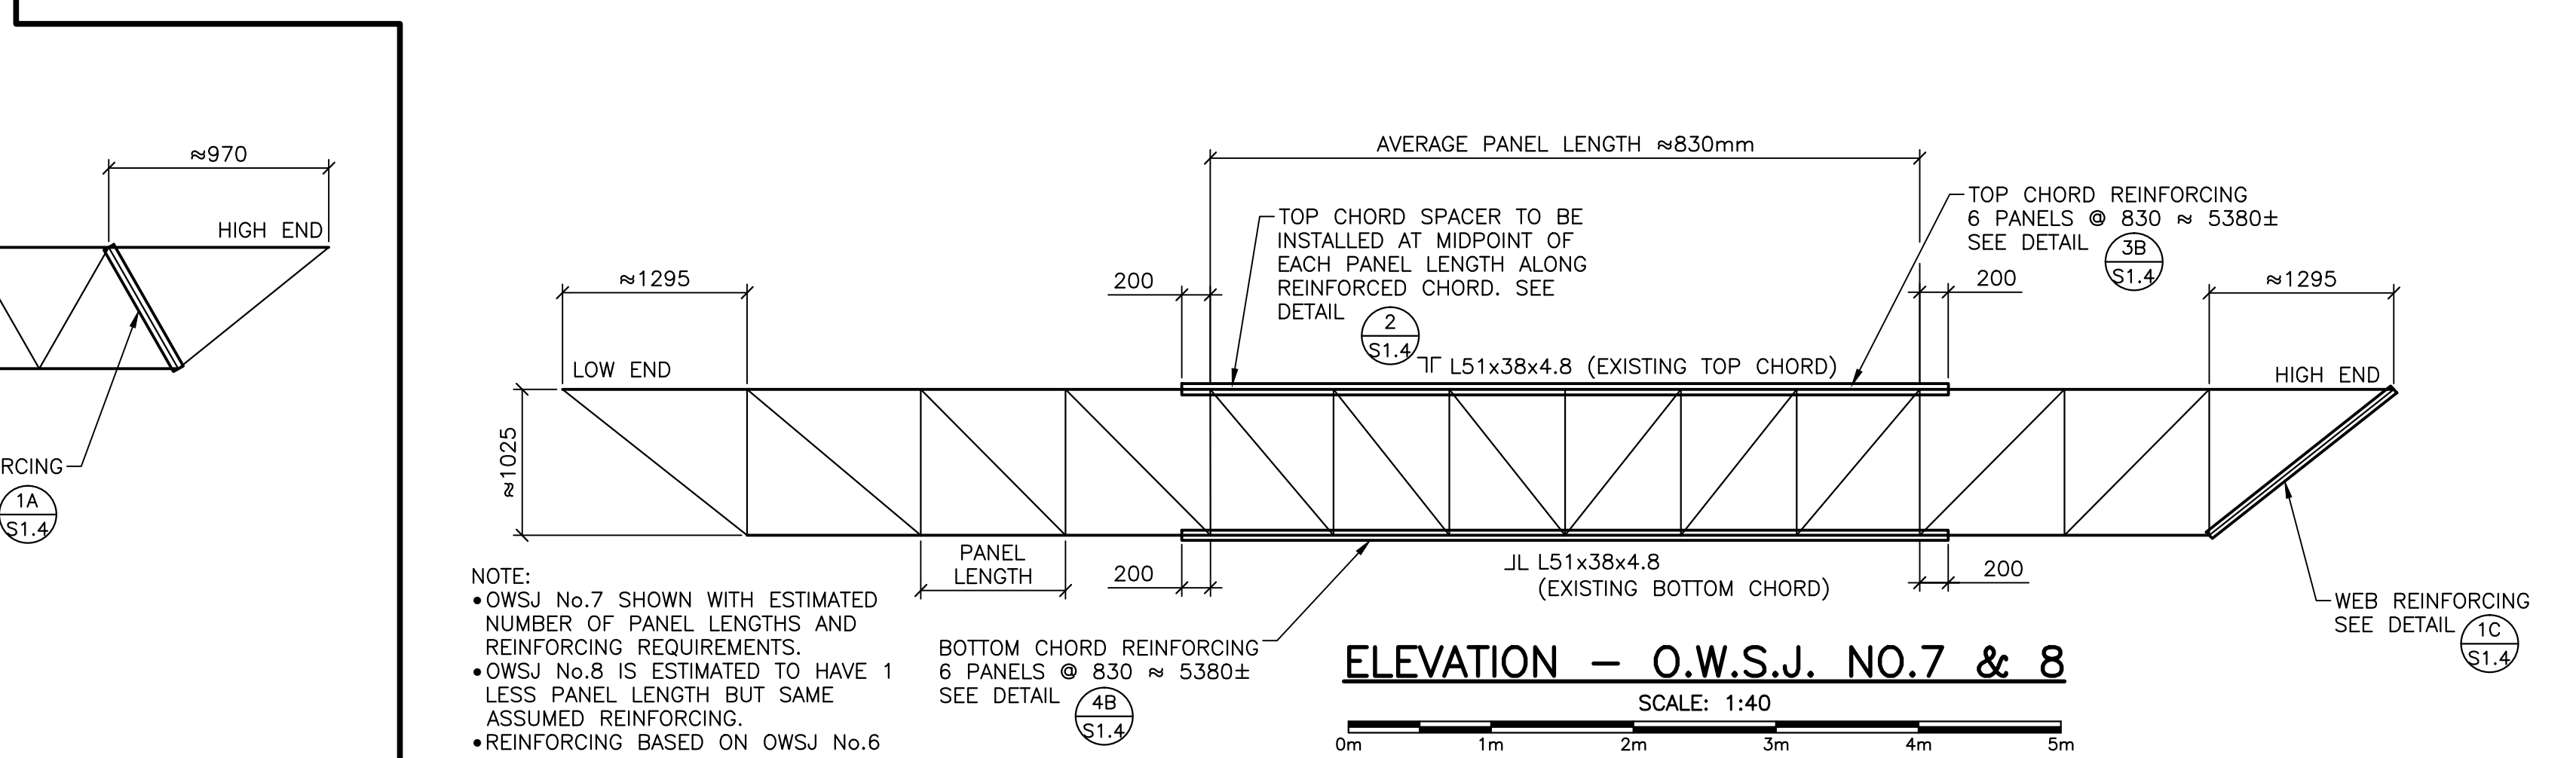 ≈970
HIGH END
RCING
1A
S1.4
AVERAGE PANEL LENGTH ≈830mm
TOP CHORD SPACER TO BE
INSTALLED AT MIDPOINT OF
EACH PANEL LENGTH ALONG
REINFORCED CHORD. SEE
DETAIL
2
S1.4
TOP CHORD REINFORCING
6 PANELS @ 830 ≈ 5380±
SEE DETAIL
3B
S1.4
≈1295
200
200
≈1295
LOW END
L51x38x4.8 (EXISTING TOP CHORD)
HIGH END
≈1025
PANEL
LENGTH
200
L51x38x4.8
(EXISTING BOTTOM CHORD)
200
NOTE:
•OWSJ No.7 SHOWN WITH ESTIMATED
NUMBER OF PANEL LENGTHS AND
REINFORCING REQUIREMENTS.
•OWSJ No.8 IS ESTIMATED TO HAVE 1
LESS PANEL LENGTH BUT SAME
ASSUMED REINFORCING.
•REINFORCING BASED ON OWSJ No.6
BOTTOM CHORD REINFORCING
6 PANELS @ 830 ≈ 5380±
SEE DETAIL
4B
S1.4
WEB REINFORCING
SEE DETAIL
1C
S1.4
ELEVATION – O.W.S.J. NO.7 & 8
SCALE: 1:40
0m 1m 2m 3m 4m 5m